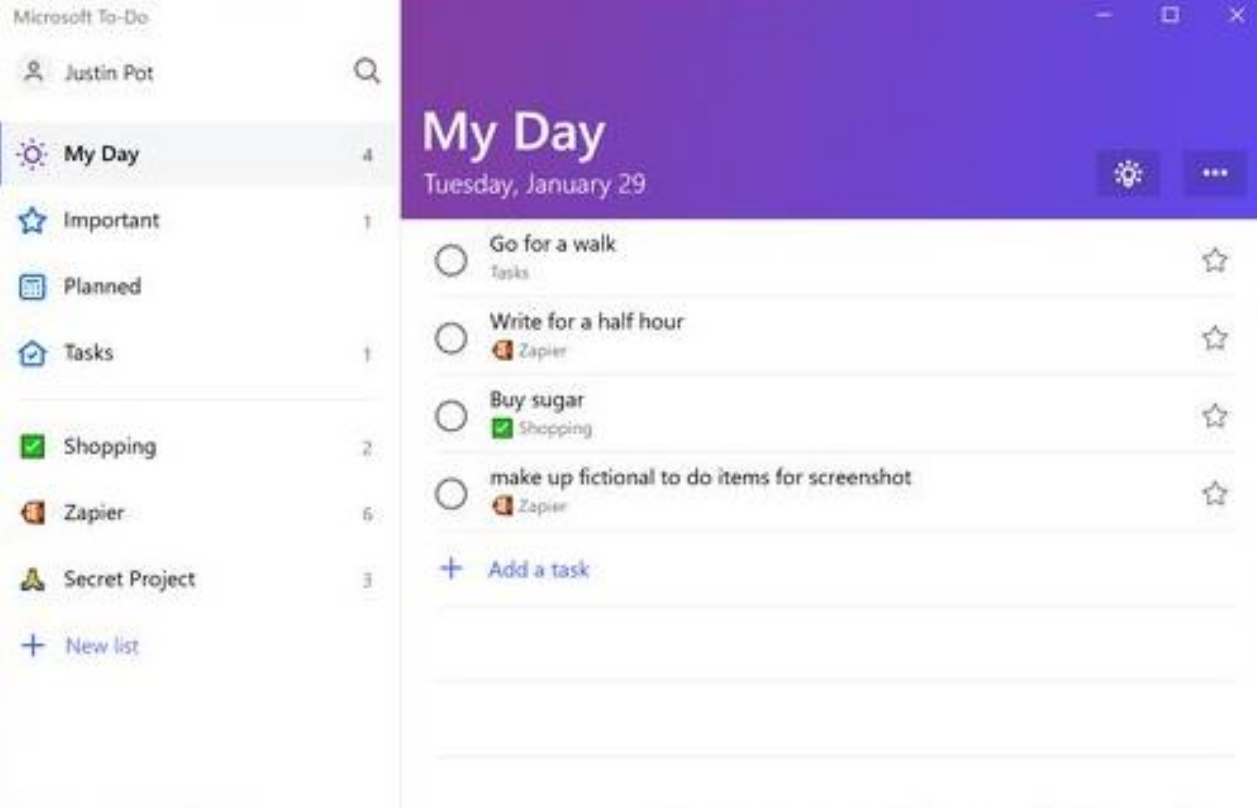 Microsoft To-Do
Justin Pot
My Day 4
Important 1
Planned
Tasks 1
Shopping 2
Zapier 6
Secret Project 3
New list
My Day
Tuesday, January 29
Go for a walk
Tasks
Write for a half hour
Zapier
Buy sugar
Shopping
make up fictional to do items for screenshot
Zapier
Add a task